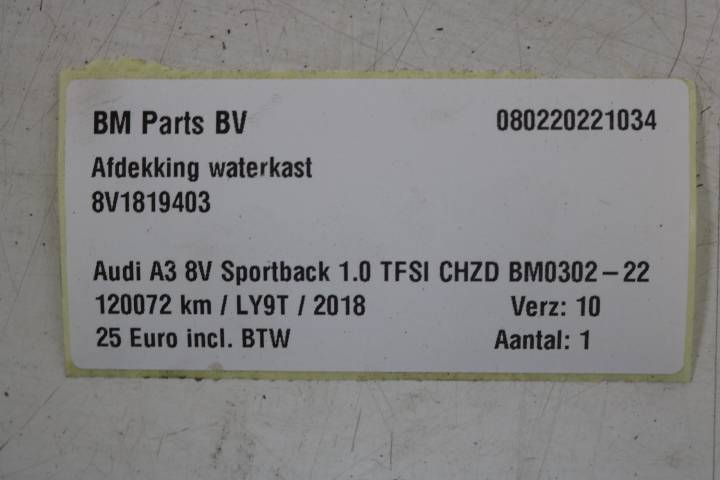 BM Parts BV 080220221034
Afdekking waterkast
8V1819403
Audi A3 8V Sportback 1.0 TFSI CHZD BM0302-22
120072 km / LY9T / 2018 Verz: 10
25 Euro incl. BTW Aantal: 1